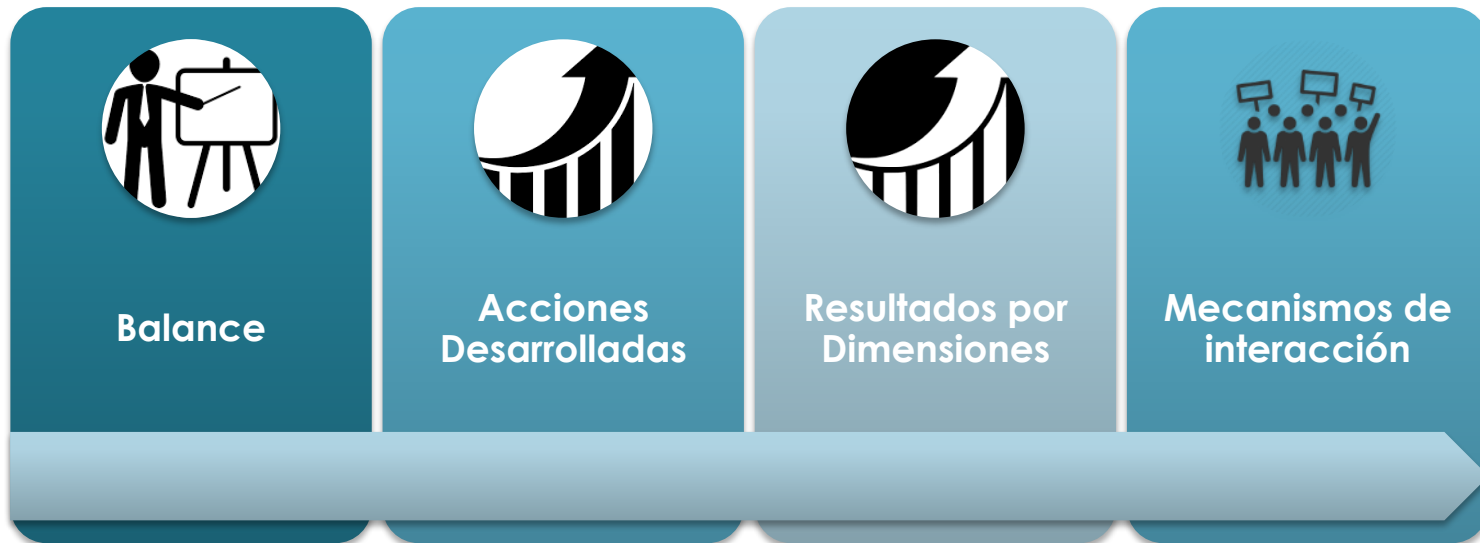 Balance
Acciones
Desarrolladas
Resultados por
Dimensiones
Mecanismos de
interacción